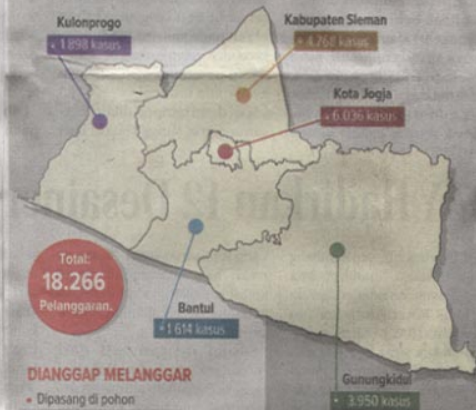 Kulonprogo
• 1.898 kasus
Kabupaten Sleman
• 4.768 kasus
Kota Jogja
• 6.036 kasus
Total:
18.266
Pelanggaran.
Bantul
• 1.614 kasus
Gunungkidul
• 3.950 kasus
DIANGGAP MELANGGAR
• Dipasang di pohon